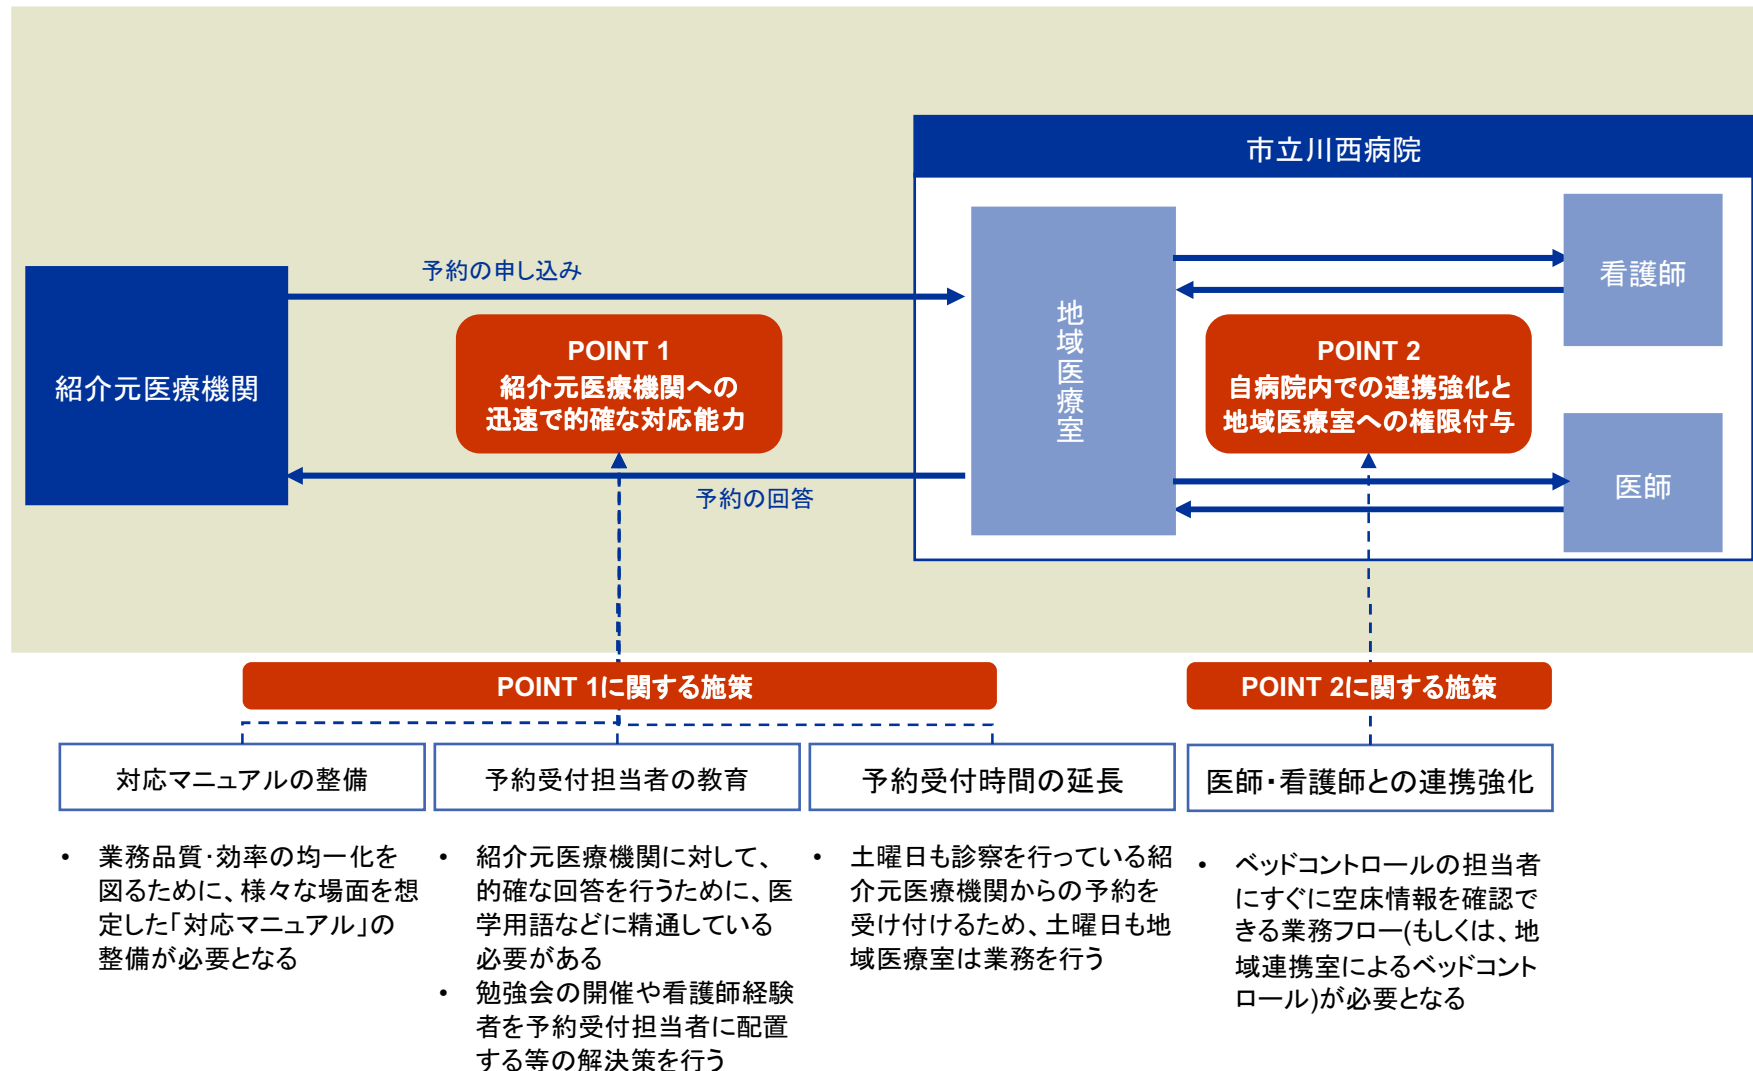 市立川西病院
予約の申し込み
紹介元医療機関
POINT 1
紹介元医療機関への
迅速で的確な対応能力
予約の回答
地域医療室
看護師
POINT 2
自病院内での連携強化と
地域医療室への権限付与
医師
POINT 1に関する施策
POINT 2に関する施策
対応マニュアルの整備
• 業務品質・効率の均一化を
図るために、様々な場面を想
定した「対応マニュアル」の
整備が必要となる
予約受付担当者の教育
• 紹介元医療機関に対して、
的確な回答を行うために、医
学用語などに精通している
必要がある
• 勉強会の開催や看護師経験
者を予約受付担当者に配置
する等の解決策を行う
予約受付時間の延長
• 土曜日も診察を行っている紹
介元医療機関からの予約を
受け付けるため、土曜日も地
域医療室は業務を行う
医師・看護師との連携強化
• ベッドコントロールの担当者
にすぐに空床情報を確認で
きる業務フロー(もしくは、地
域連携室によるベッドコント
ロール)が必要となる